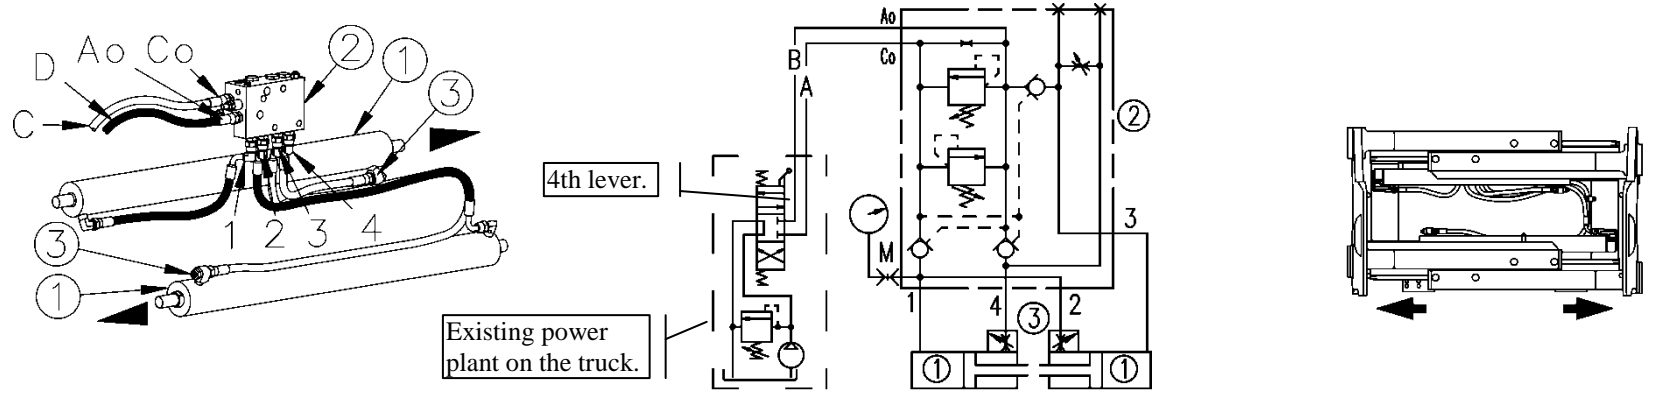 D Ao Co 2 1 3
C
1 2 3 4
3
1
4th lever.
Existing power
plant on the truck.
Ao
Co
B
A
2
M
3
1 4 2
3
1 1